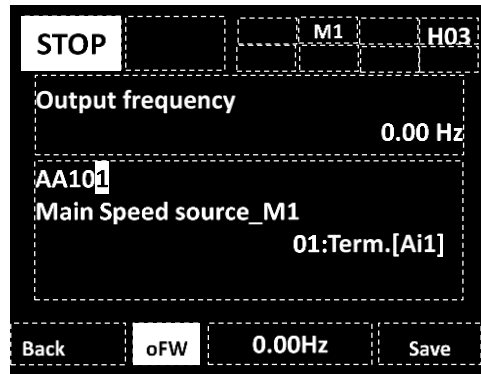 STOP M1 H03
Output frequency
0.00 Hz
AA101
Main Speed source_M1
01:Term.[Ai1]
Back oFW 0.00Hz Save